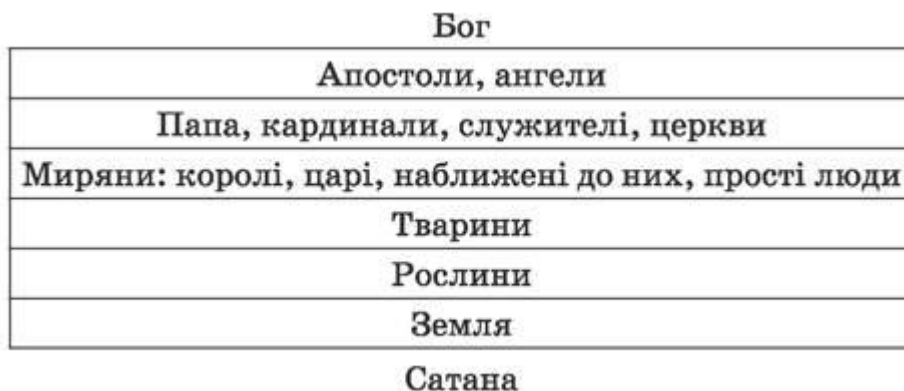 Бог
Апостоли, ангели
Папа, кардинали, служителі, церкви
Миряни: королі, царі, наближені до них, прості люди
Тварини
Рослини
Земля
Сатана